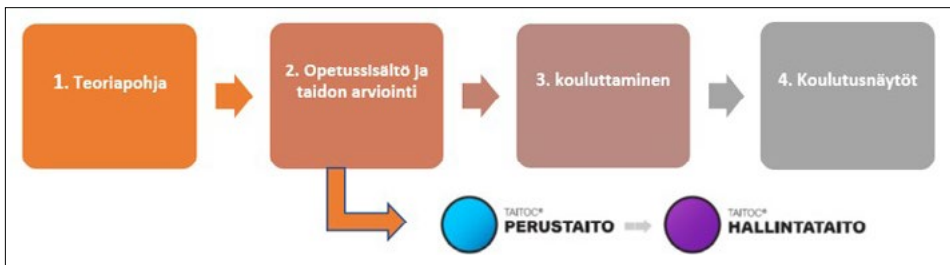 1. Teoriapohja
2. Opetussisältö ja
taidon arviointi
3. kouluttaminen
4. Koulutusnäytöt
TAITOC®
PERUSTAITO
TAITOC®
HALLINTATAITO